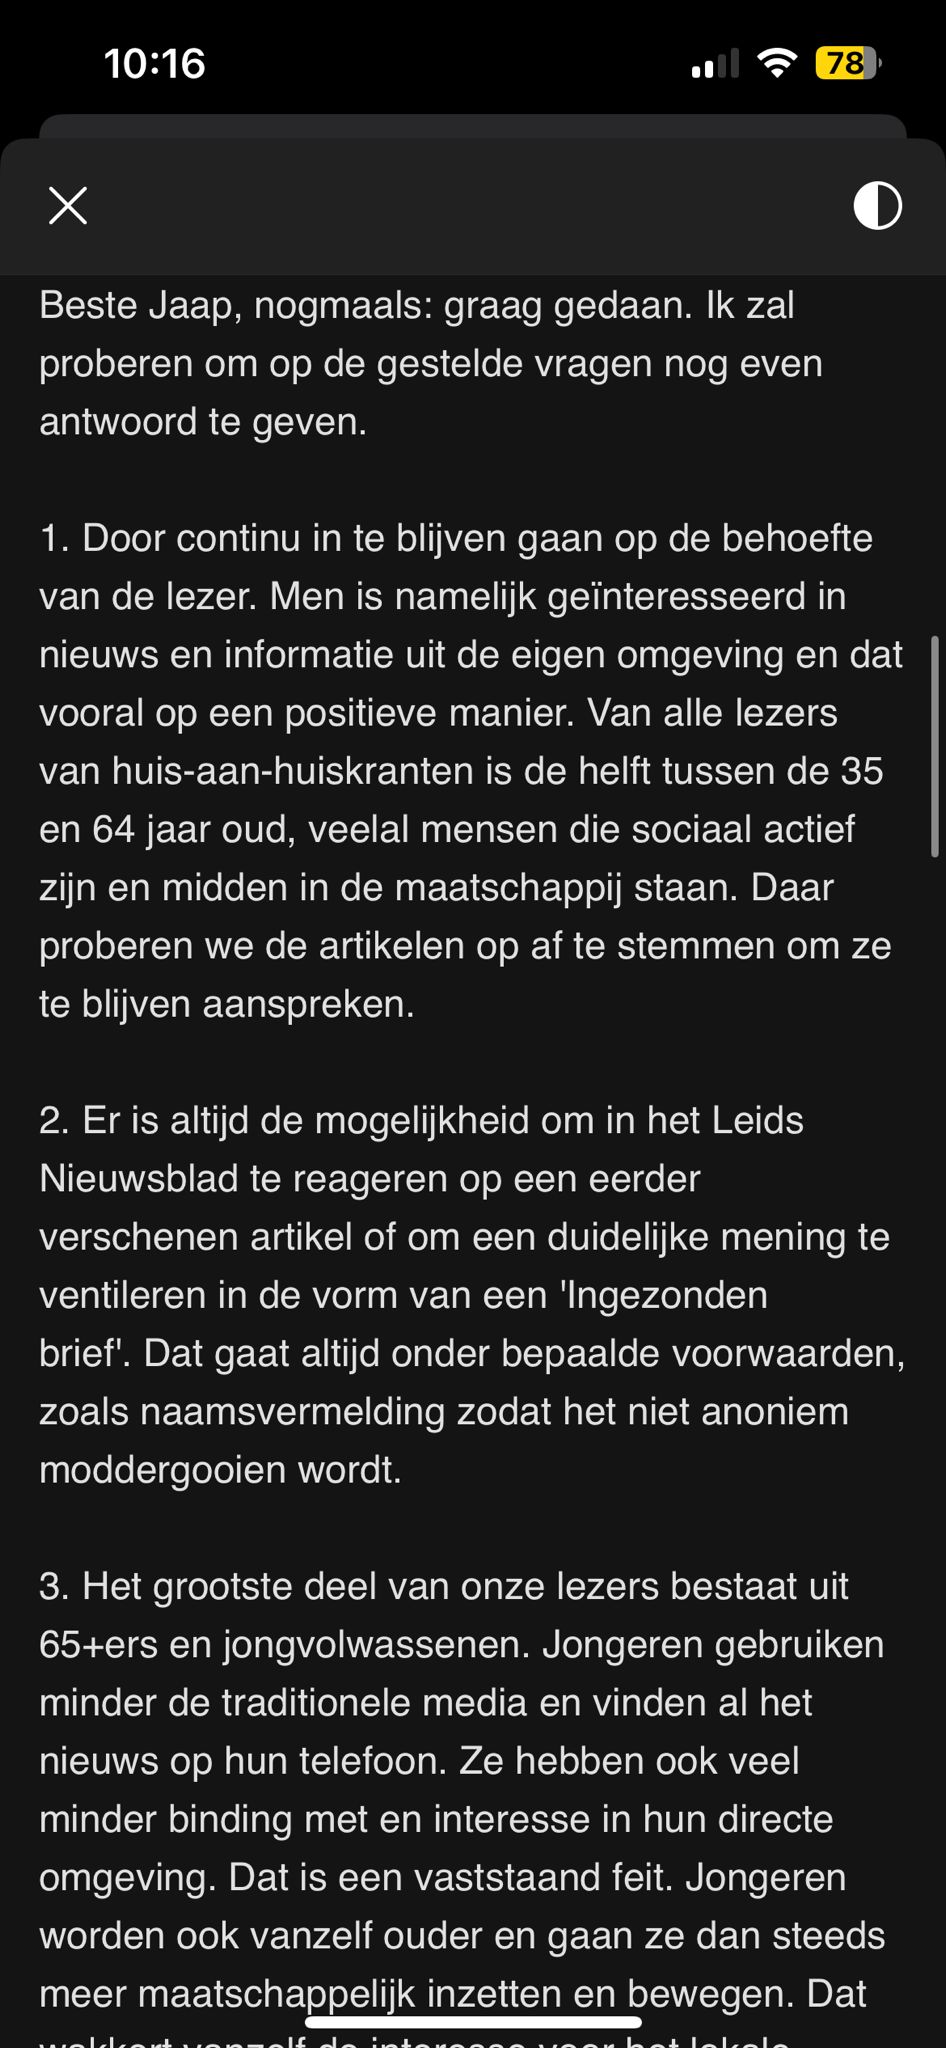 10:16
78
Beste Jaap, nogmaals: graag gedaan. Ik zal
proberen om op de gestelde vragen nog even
antwoord te geven.
1. Door continu in te blijven gaan op de behoefte
van de lezer. Men is namelijk geïnteresseerd in
nieuws en informatie uit de eigen omgeving en dat
vooral op een positieve manier. Van alle lezers
van huis-aan-huiskranten is de helft tussen de 35
en 64 jaar oud, veelal mensen die sociaal actief
zijn en midden in de maatschappij staan. Daar
proberen we de artikelen op af te stemmen om ze
te blijven aanspreken.
2. Er is altijd de mogelijkheid om in het Leids
Nieuwsblad te reageren op een eerder
verschenen artikel of om een duidelijke mening te
ventileren in de vorm van een 'Ingezonden
brief'. Dat gaat altijd onder bepaalde voorwaarden,
zoals naamsvermelding zodat het niet anoniem
moddergooien wordt.
3. Het grootste deel van onze lezers bestaat uit
65+ers en jongvolwassenen. Jongeren gebruiken
minder de traditionele media en vinden al het
nieuws op hun telefoon. Ze hebben ook veel
minder binding met en interesse in hun directe
omgeving. Dat is een vaststaand feit. Jongeren
worden ook vanzelf ouder en gaan ze dan steeds
meer maatschappelijk inzetten en bewegen. Dat
wakkert vanzelf de interesse voor het lokale